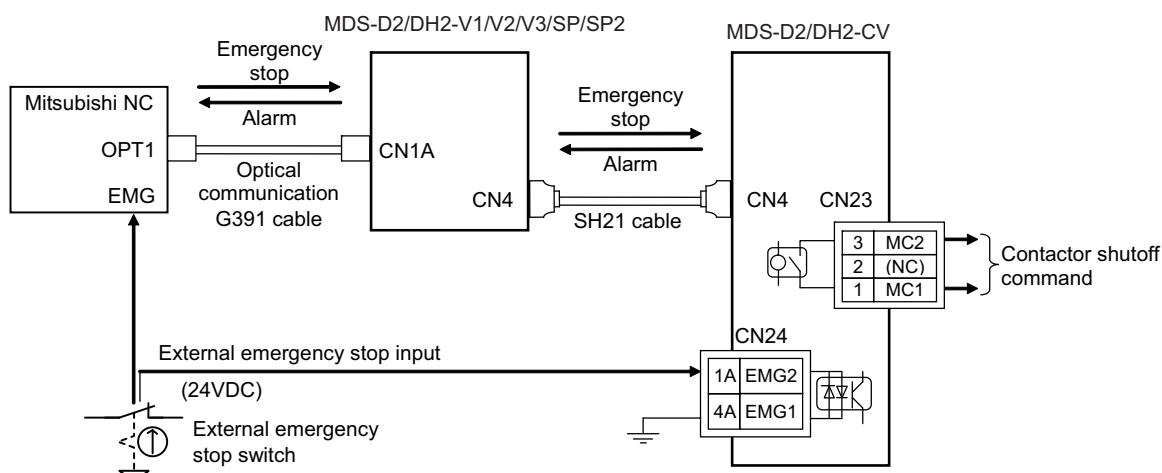 MDS-D2/DH2-V1/V2/V3/SP/SP2
MDS-D2/DH2-CV
Emergency
stop
Alarm
Mitsubishi NC
OPT1
EMG
Optical
communication
G391 cable
CN1A
CN4
Emergency
stop
Alarm
SH21 cable
CN4
CN23
3 MC2
2 (NC)
1 MC1
Contactor shutoff
command
CN24
1A EMG2
4A EMG1
External emergency stop input
(24VDC)
External emergency
stop switch